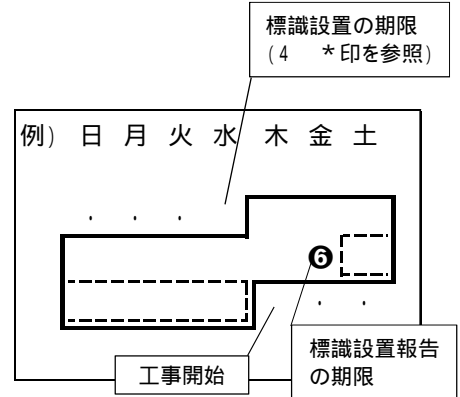 標識設置の期限
(4 *印を参照)
例) 日 月 火 水 木 金 土
・ ・ ・
❻
・ ・
工事開始
標識設置報告
の期限